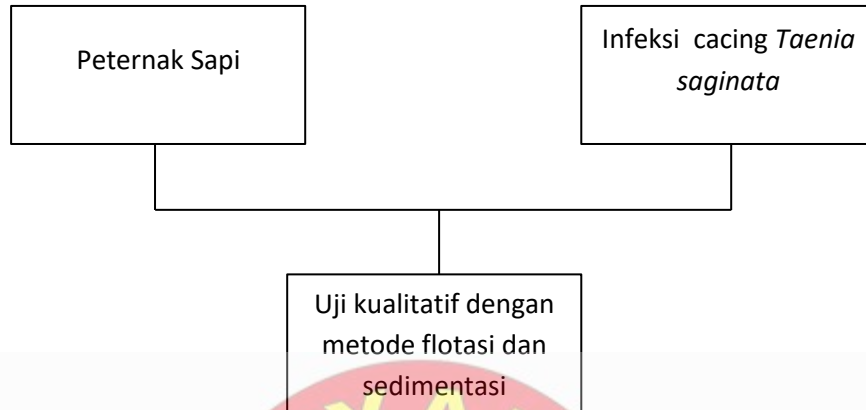 Peternak Sapi
Infeksi cacing Taenia
saginata
Uji kualitatif dengan
metode flotasi dan
sedimentasi